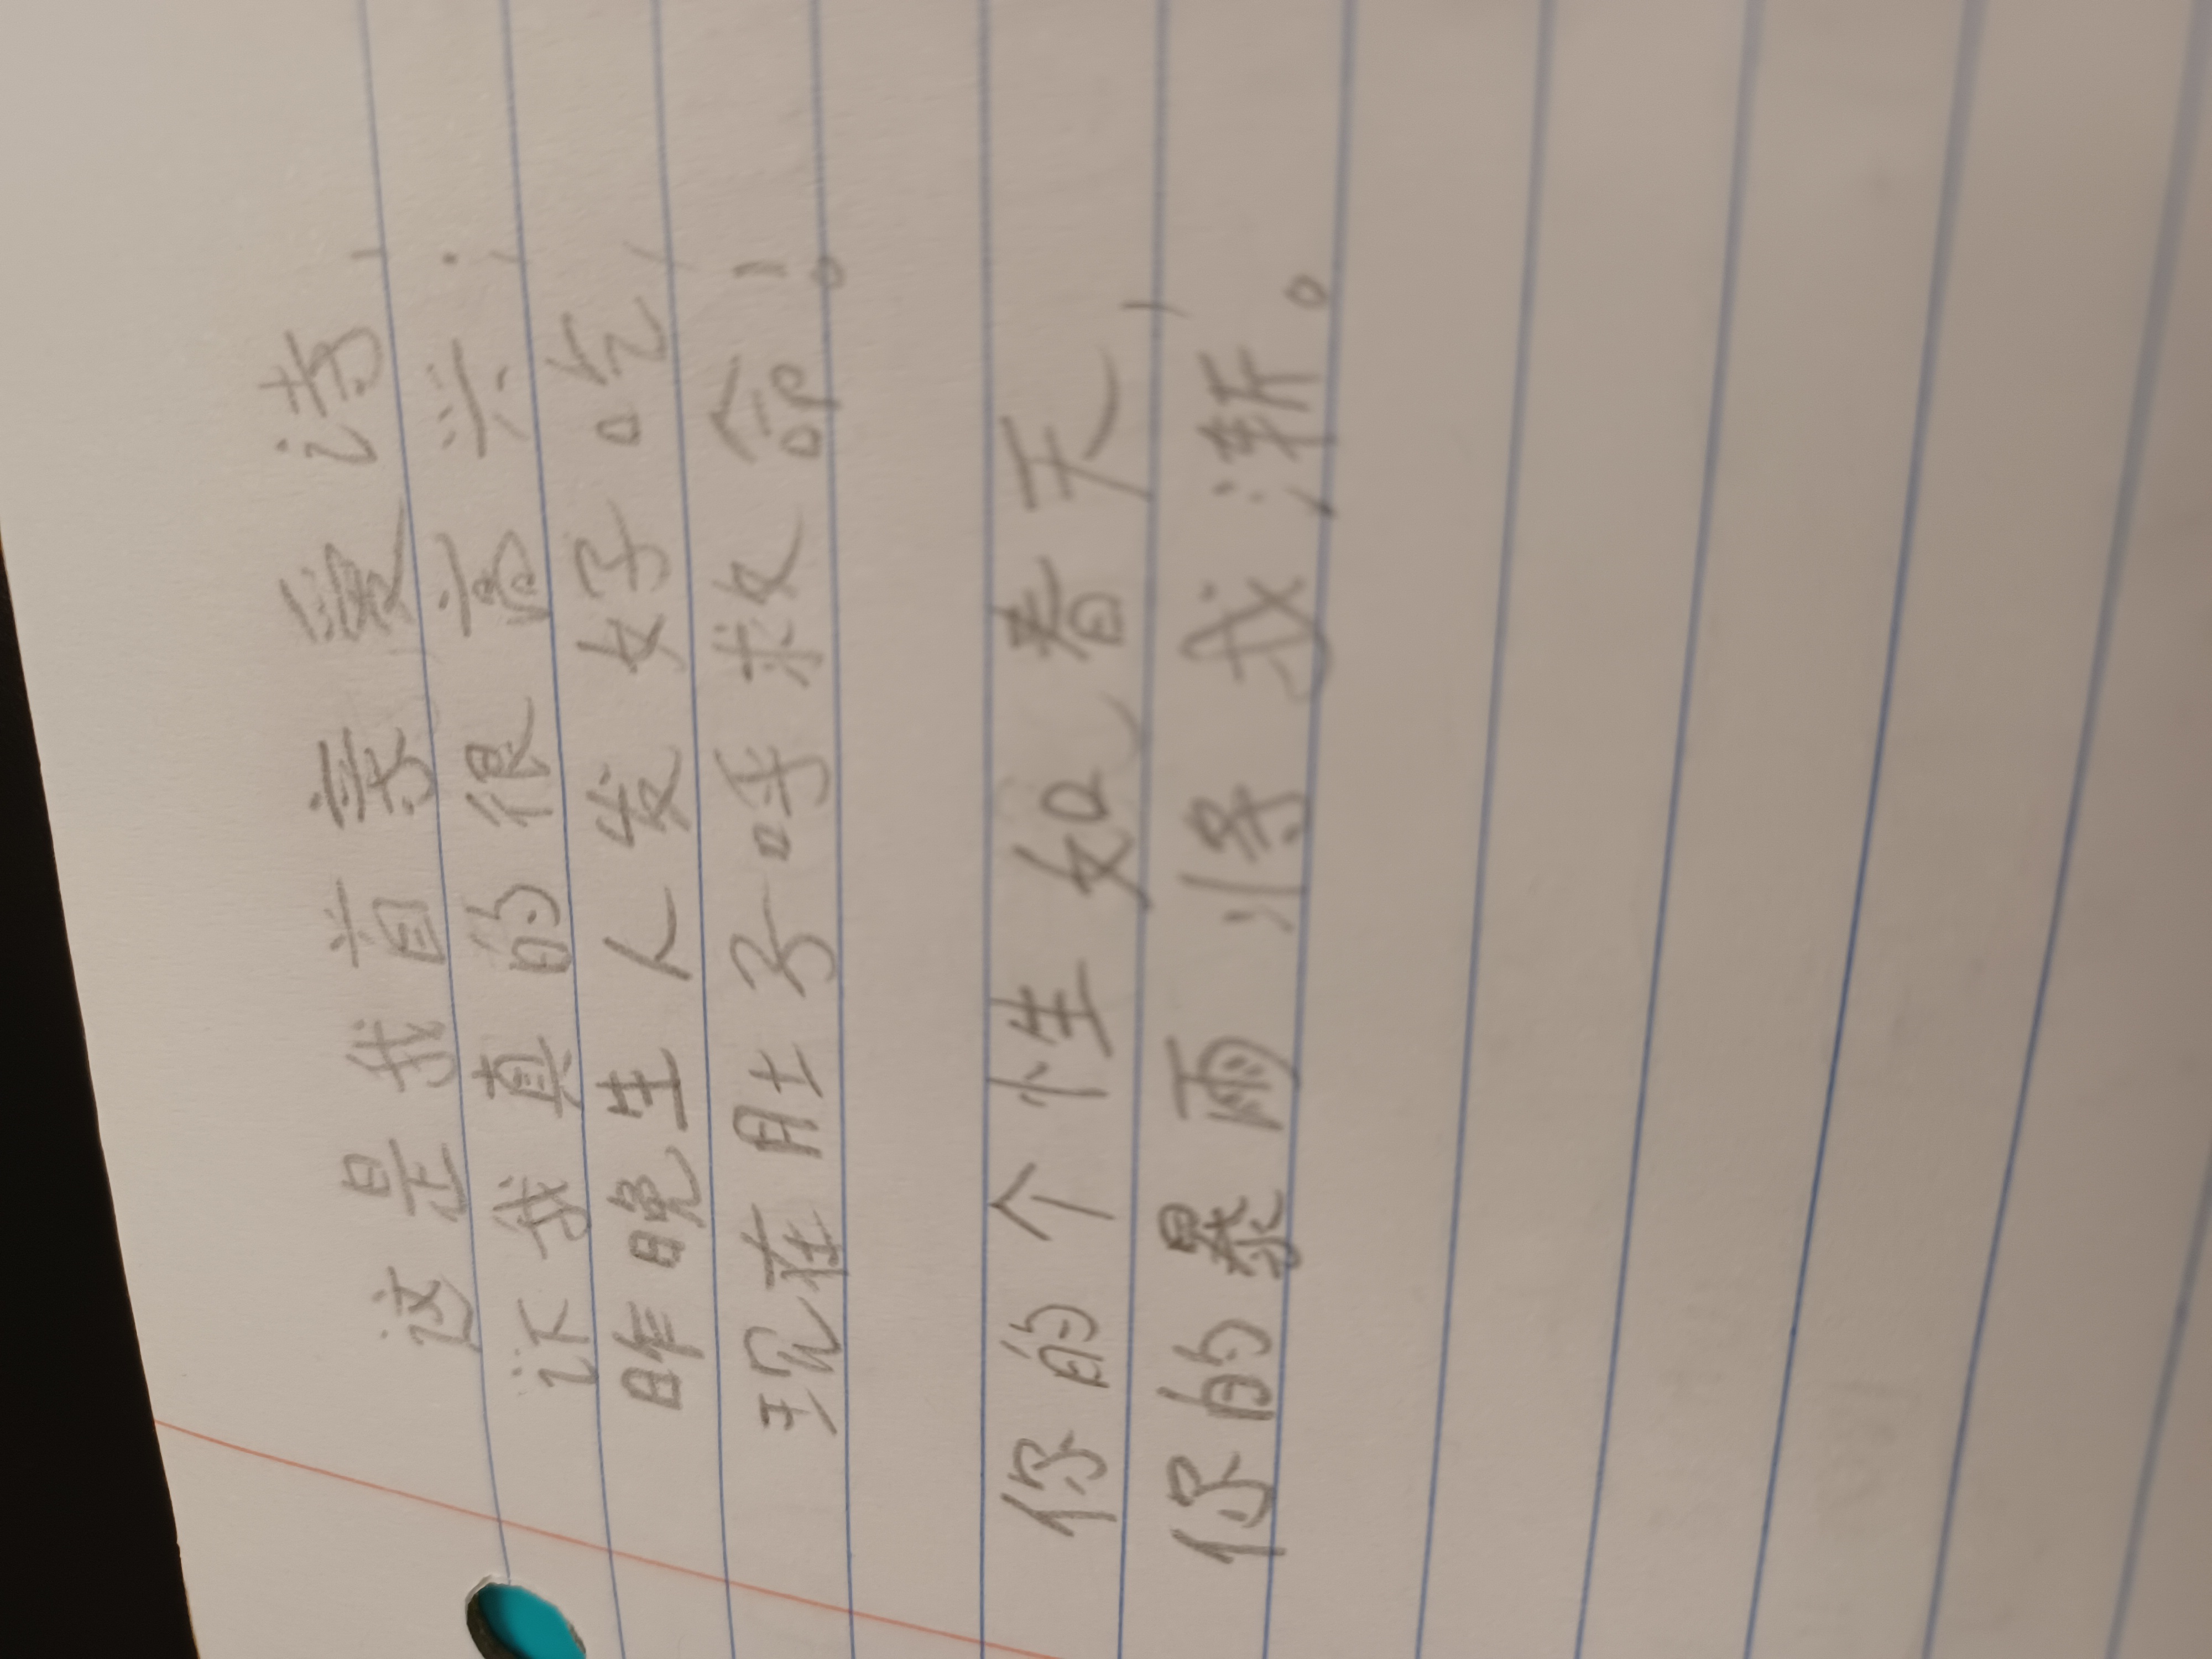 这是我首亲爱诗，
让我真的很高兴；
昨晚生人发好吃，
现在肚子呼救命！
你的个性如春天，
你的暴雨将我渐。